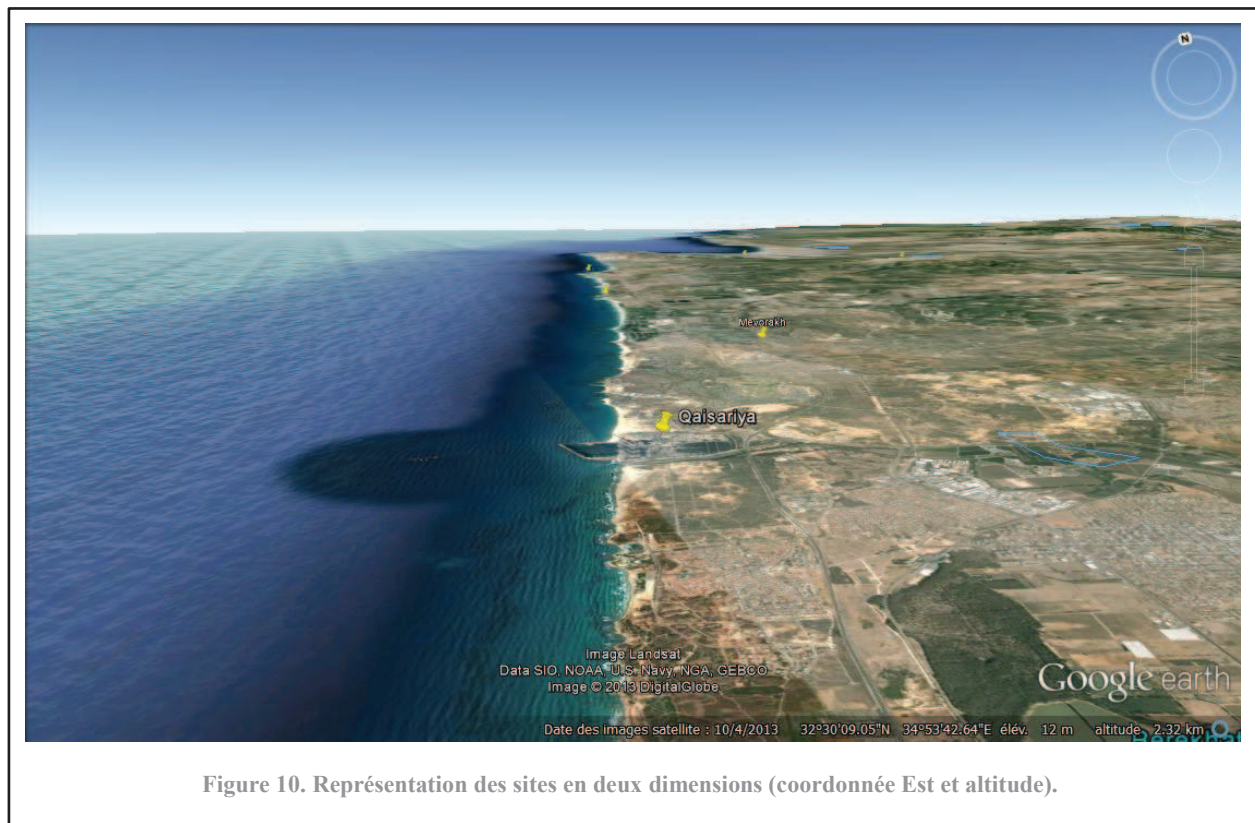 N
Mevorakh
Qaisariya
Image Landsat
Data SIO, NOAA, U.S. Navy, NGA, GEBCO
Image © 2013 DigitalGlobe
Google earth
Date des images satellite : 10/4/2013 32°30'09.05"N 34°53'42.64"E élév. 12 m altitude 2.32 km
Figure 10. Représentation des sites en deux dimensions (coordonnée Est et altitude).